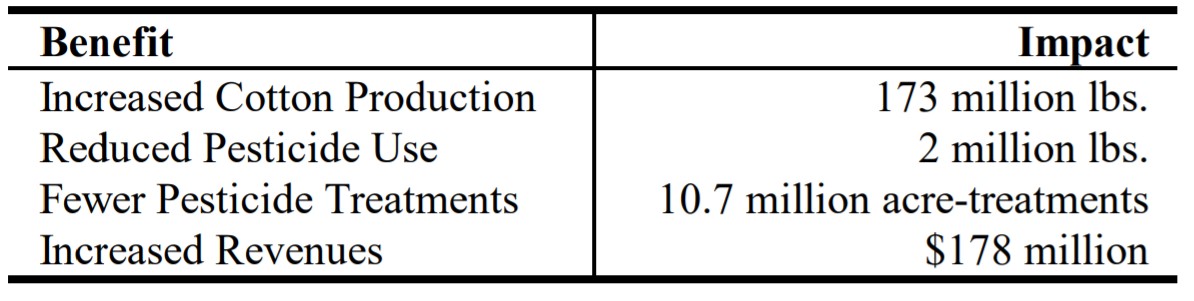 Benefit Impact
Increased Cotton Production 173 million lbs.
Reduced Pesticide Use 2 million lbs.
Fewer Pesticide Treatments 10.7 million acre-treatments
Increased Revenues $178 million